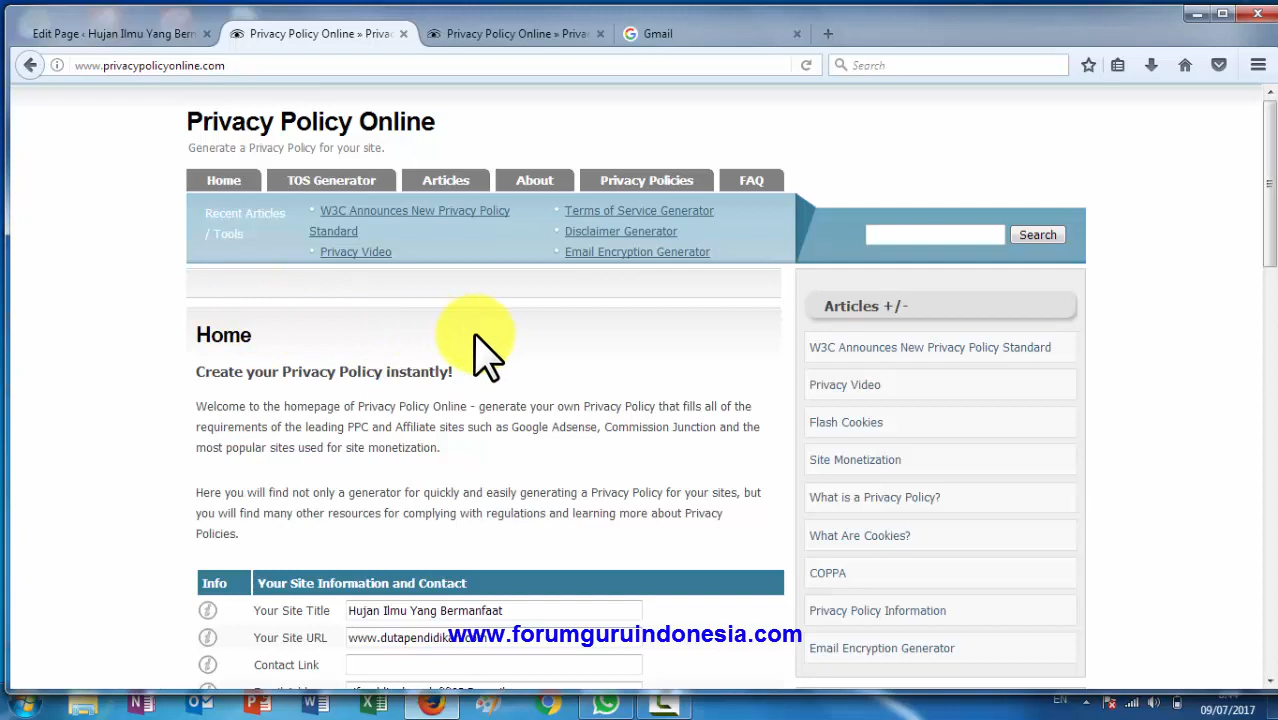 Edit Page ‹ Hujan Ilmu Yang Bern
Privacy Policy Online » Privac
Privacy Policy Online » Privac
Gmail
www.privacypolicyonline.com
Search
Privacy Policy Online
Generate a Privacy Policy for your site.
Home
TOS Generator
Articles
About
Privacy Policies
FAQ
Recent Articles / Tools
W3C Announces New Privacy Policy Standard
Privacy Video
Terms of Service Generator
Disclaimer Generator
Email Encryption Generator
Search
Home
Create your Privacy Policy instantly!
Welcome to the homepage of Privacy Policy Online - generate your own Privacy Policy that fills all of the
requirements of the leading PPC and Affiliate sites such as Google Adsense, Commission Junction and the
most popular sites used for site monetization.
Here you will find not only a generator for quickly and easily generating a Privacy Policy for your sites, but
you will find many other resources for complying with regulations and learning more about Privacy
Policies.
Info
Your Site Information and Contact
Your Site Title
Hujan Ilmu Yang Bermanfaat
Your Site URL
www.forumguruindonesia.com
Contact Link
Articles +/-
W3C Announces New Privacy Policy Standard
Privacy Video
Flash Cookies
Site Monetization
What is a Privacy Policy?
What Are Cookies?
COPPA
Privacy Policy Information
Email Encryption Generator
EN
09/07/2017